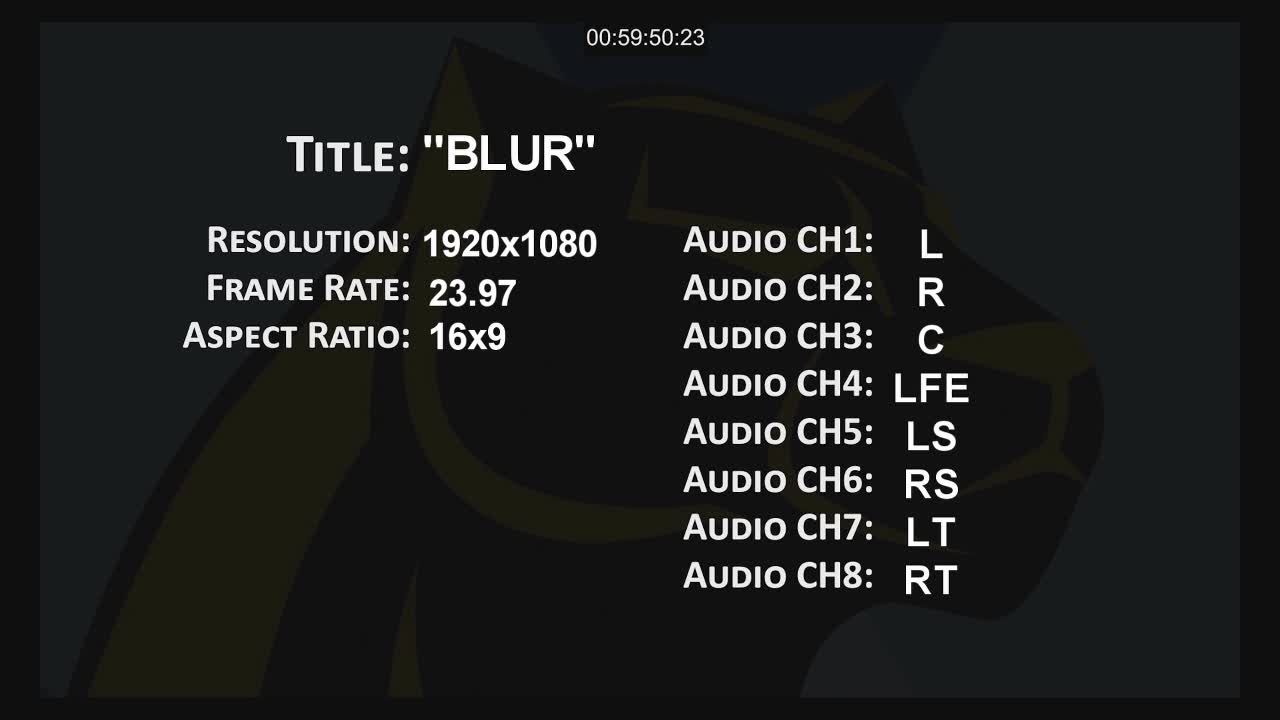 00:59:50:23
Title: "BLUR"
Resolution: 1920x1080
Frame Rate: 23.97
Aspect Ratio: 16x9
Audio CH1: L
Audio CH2: R
Audio CH3: C
Audio CH4: LFE
Audio CH5: LS
Audio CH6: RS
Audio CH7: LT
Audio CH8: RT